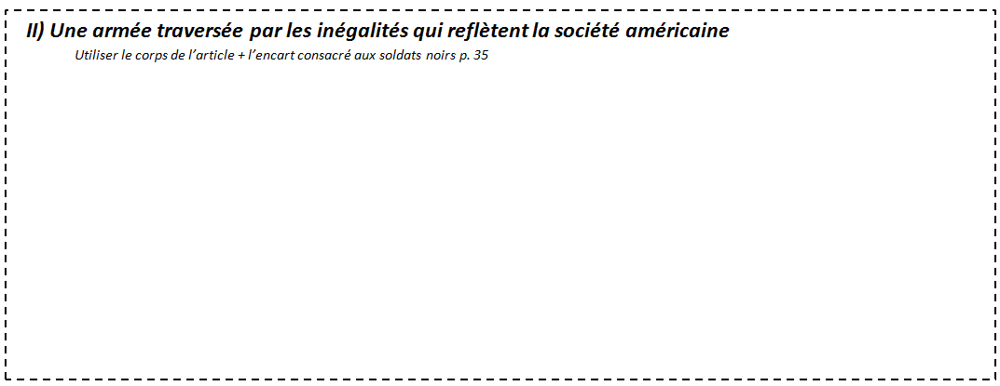 II) Une armée traversée par les inégalités qui reflètent la société américaine
Utiliser le corps de l’article + l’encart consacré aux soldats noirs p. 35